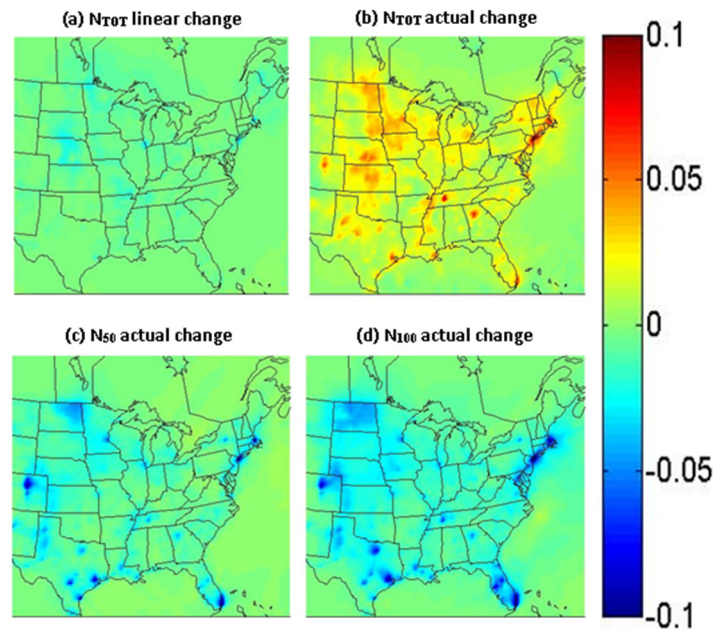 (a) NTOT linear change
(b) NTOT actual change
(c) N50 actual change
(d) N100 actual change
0.1
0.05
0
-0.05
-0.1